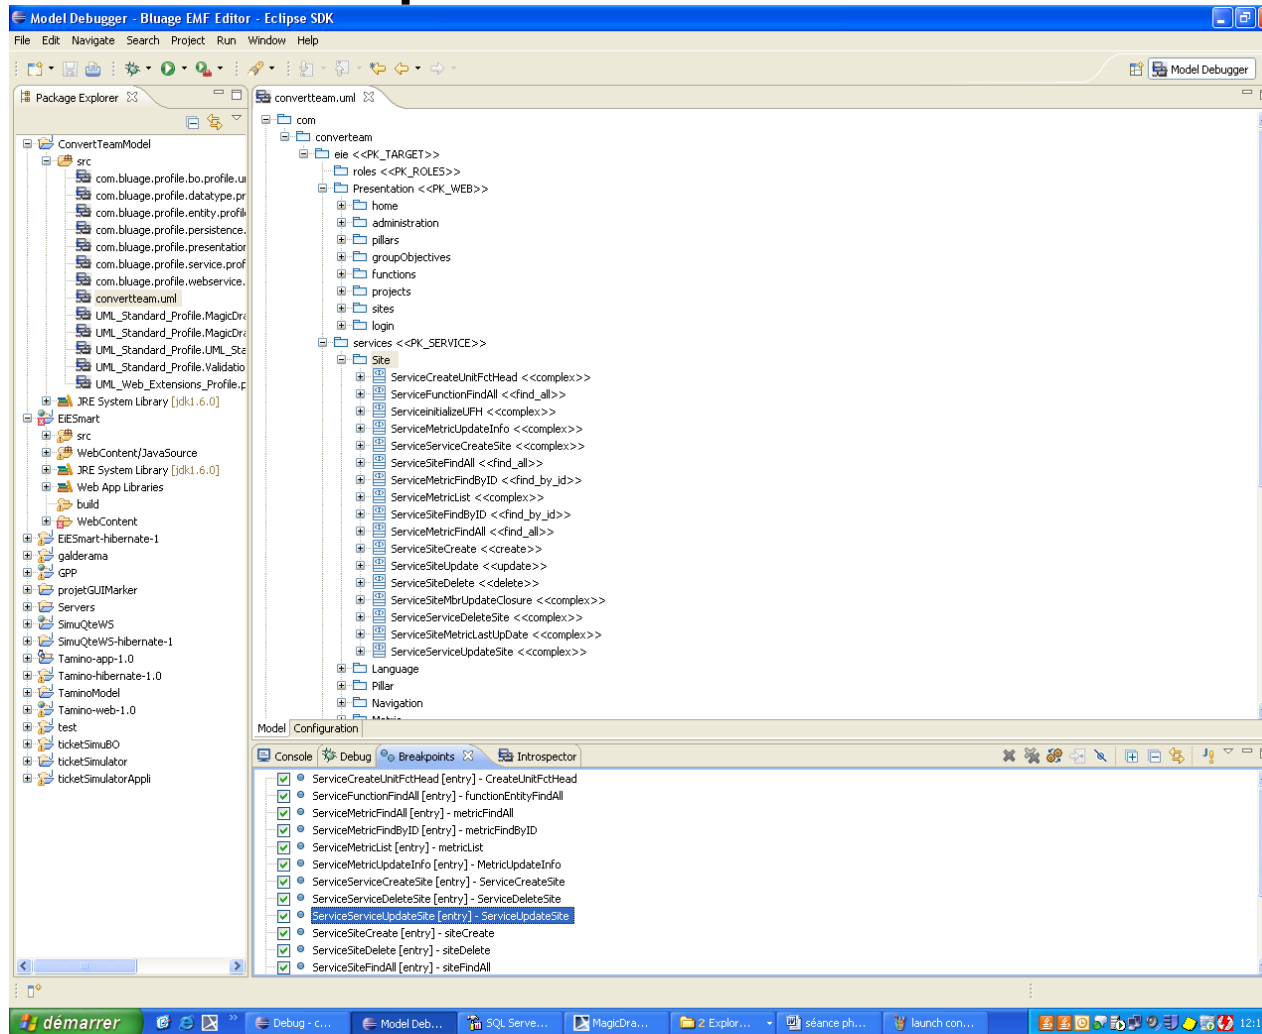 Model Debugger - Bluage EMF Editor - Eclipse SDK
File Edit Navigate Search Project Run Window Help
Model Debugger
Package Explorer
ConvertTeamModel
src
com.bluage.profile.bo.profile.u
com.bluage.profile.datatype.pr
com.bluage.profile.entity.profil
com.bluage.profile.persistence.
com.bluage.profile.presentation
com.bluage.profile.service.prof
com.bluage.profile.webservice.
convertteam.uml
UML_Standard_Profile.MagicDra
UML_Standard_Profile.MagicDra
UML_Standard_Profile.UML_Sta
UML_Standard_Profile.Validatio
UML_Web_Extensions_Profile.p
JRE System Library [jdk1.6.0]
EiESmart
src
WebContent/JavaSource
JRE System Library [jdk1.6.0]
Web App Libraries
build
WebContent
EiESmart-hibernate-1
galderama
GPP
projetGUIMarker
Servers
SimuQteWS
SimuQteWS-hibernate-1
Tamino-app-1.0
Tamino-hibernate-1.0
TaminoModel
Tamino-web-1.0
test
ticketSimuBO
ticketSimulator
ticketSimulatorAppli
convertteam.uml
com
converteam
eie <<PK_TARGET>>
roles <<PK_ROLES>>
Presentation <<PK_WEB>>
home
administration
pillars
groupObjectives
functions
projects
sites
login
services <<PK_SERVICE>>
Site
ServiceCreateUnitFctHead <<complex>>
ServiceFunctionFindAll <<find_all>>
ServiceinitializeUFH <<complex>>
ServiceMetricUpdateInfo <<complex>>
ServiceServiceCreateSite <<complex>>
ServiceSiteFindAll <<find_all>>
ServiceMetricFindByID <<find_by_id>>
ServiceMetricList <<complex>>
ServiceSiteFindByID <<find_by_id>>
ServiceMetricFindAll <<find_all>>
ServiceSiteCreate <<create>>
ServiceSiteUpdate <<update>>
ServiceSiteDelete <<delete>>
ServiceSiteMbrUpdateClosure <<complex>>
ServiceServiceDeleteSite <<complex>>
ServiceSiteMetricLastUpDate <<complex>>
ServiceServiceUpdateSite <<complex>>
Language
Pillar
Navigation
Model Configuration
Console Debug Breakpoints Introspector
ServiceCreateUnitFctHead [entry] - CreateUnitFctHead
ServiceFunctionFindAll [entry] - functionEntityFindAll
ServiceMetricFindAll [entry] - metricFindAll
ServiceMetricFindByID [entry] - metricFindByID
ServiceMetricList [entry] - metricList
ServiceMetricUpdateInfo [entry] - MetricUpdateInfo
ServiceServiceCreateSite [entry] - ServiceCreateSite
ServiceServiceDeleteSite [entry] - ServiceDeleteSite
ServiceServiceUpdateSite [entry] - ServiceUpdateSite
ServiceSiteCreate [entry] - siteCreate
ServiceSiteDelete [entry] - siteDelete
ServiceSiteFindAll [entry] - siteFindAll
démarrer Debug - c... Model Deb... SQL Serve... MagicDra... 2 Explor... séance ph... launch con... 12:1